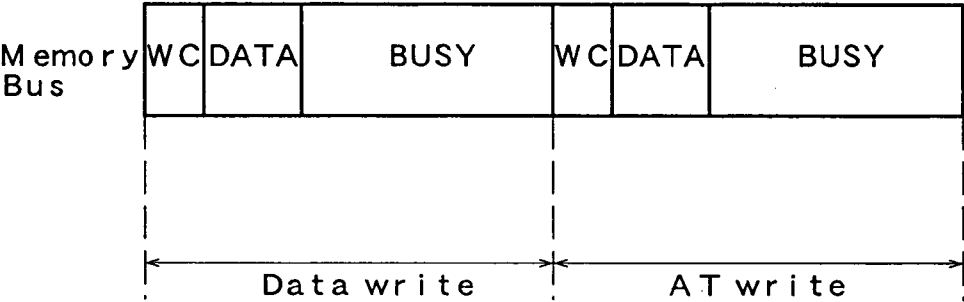 Memory Bus
WC DATA BUSY WC DATA BUSY
Data write AT write